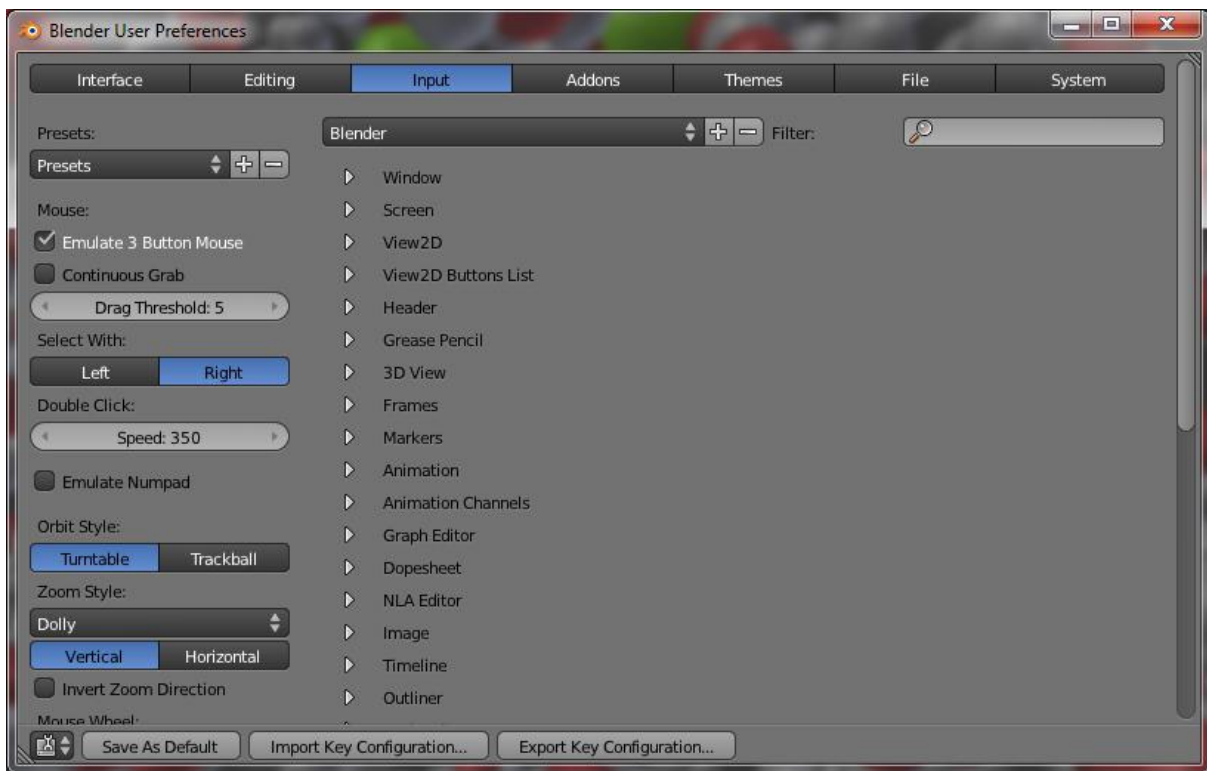 Blender User Preferences
Interface Editing Input Addons Themes File System
Presets:
Presets
Mouse:
Emulate 3 Button Mouse
Continuous Grab
Drag Threshold: 5
Select With:
Left Right
Double Click:
Speed: 350
Emulate Numpad
Orbit Style:
Turntable Trackball
Zoom Style:
Dolly
Vertical Horizontal
Invert Zoom Direction
Mouse Wheel:
Blender Filter:
Window
Screen
View2D
View2D Buttons List
Header
Grease Pencil
3D View
Frames
Markers
Animation
Animation Channels
Graph Editor
Dopesheet
NLA Editor
Image
Timeline
Outliner
Save As Default Import Key Configuration... Export Key Configuration...